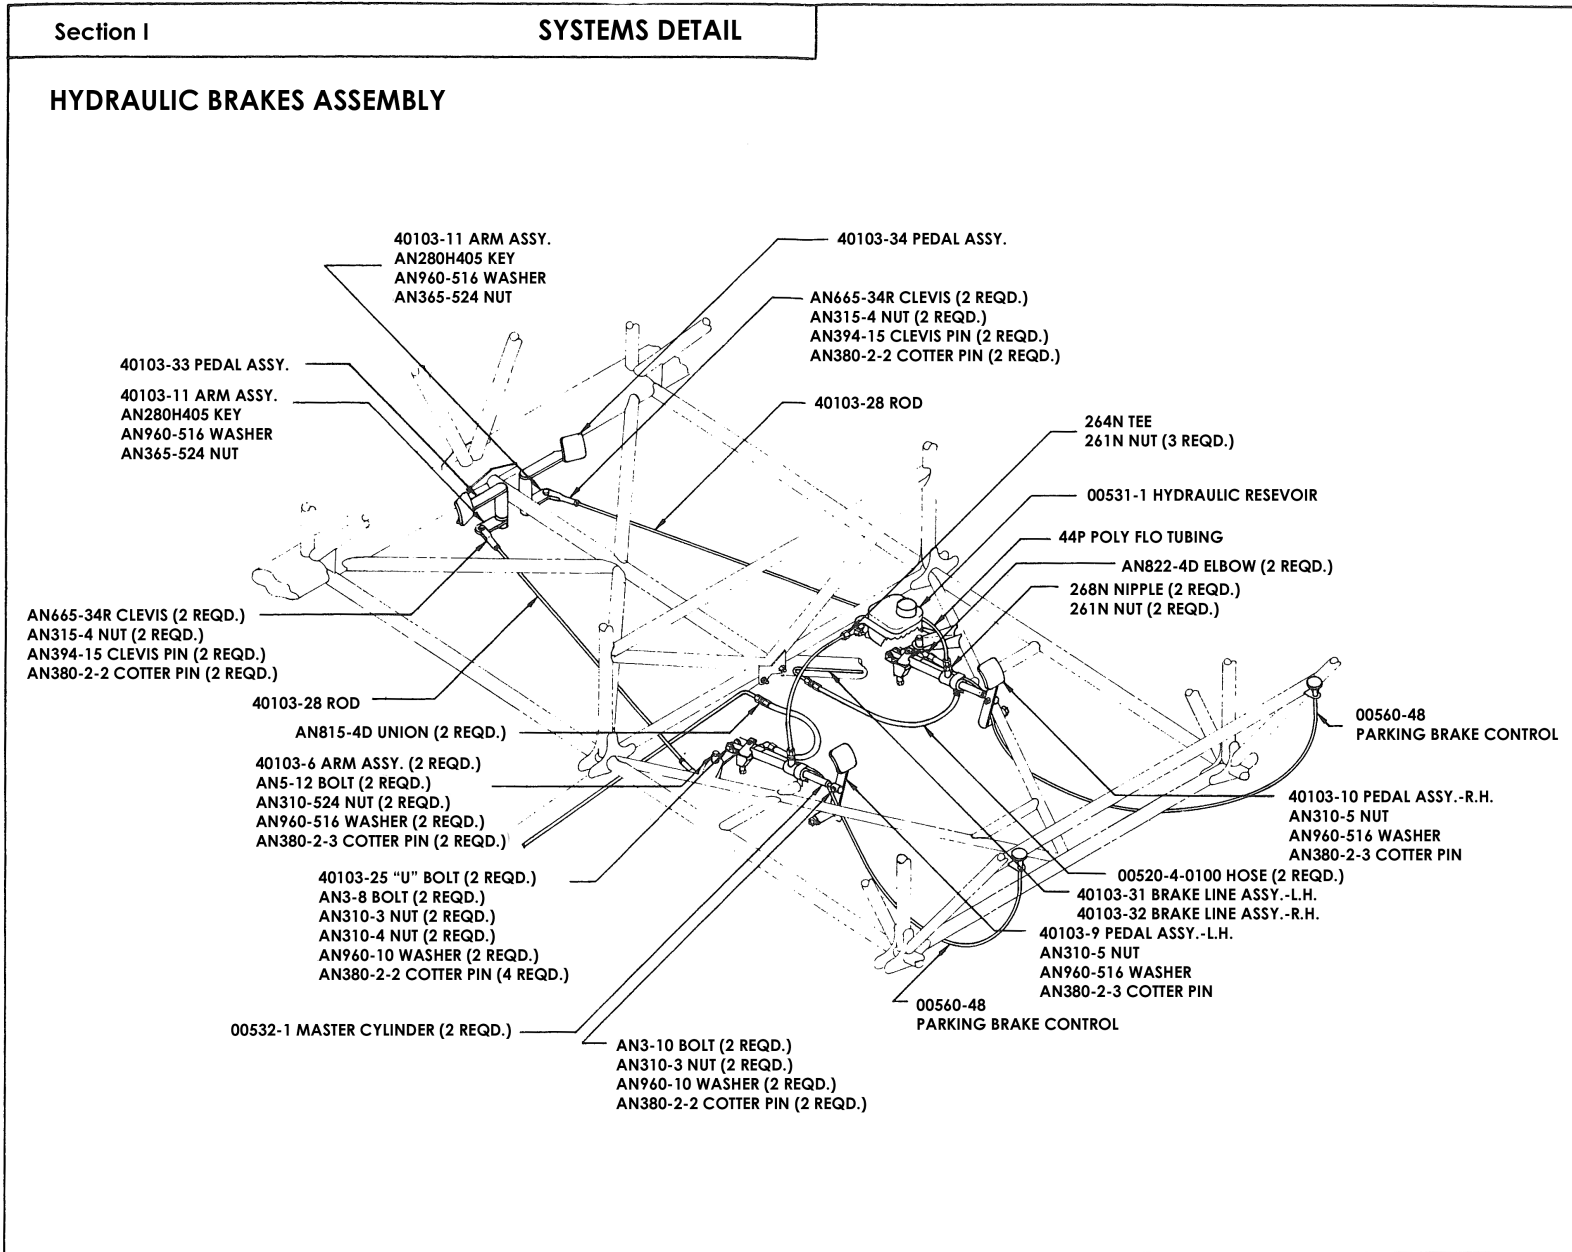 Section I
SYSTEMS DETAIL
HYDRAULIC BRAKES ASSEMBLY
40103-11 ARM ASSY.
AN280H405 KEY
AN960-516 WASHER
AN365-524 NUT
40103-34 PEDAL ASSY.
AN665-34R CLEVIS (2 REQD.)
AN315-4 NUT (2 REQD.)
AN394-15 CLEVIS PIN (2 REQD.)
AN380-2-2 COTTER PIN (2 REQD.)
40103-33 PEDAL ASSY.
40103-11 ARM ASSY.
AN280H405 KEY
AN960-516 WASHER
AN365-524 NUT
40103-28 ROD
264N TEE
261N NUT (3 REQD.)
00531-1 HYDRAULIC RESEVOIR
44P POLY FLO TUBING
AN822-4D ELBOW (2 REQD.)
268N NIPPLE (2 REQD.)
261N NUT (2 REQD.)
AN665-34R CLEVIS (2 REQD.)
AN315-4 NUT (2 REQD.)
AN394-15 CLEVIS PIN (2 REQD.)
AN380-2-2 COTTER PIN (2 REQD.)
40103-28 ROD
AN815-4D UNION (2 REQD.)
40103-6 ARM ASSY. (2 REQD.)
AN5-12 BOLT (2 REQD.)
AN310-524 NUT (2 REQD.)
AN960-516 WASHER (2 REQD.)
AN380-2-3 COTTER PIN (2 REQD.)
40103-25 “U” BOLT (2 REQD.)
AN3-8 BOLT (2 REQD.)
AN310-3 NUT (2 REQD.)
AN310-4 NUT (2 REQD.)
AN960-10 WASHER (2 REQD.)
AN380-2-2 COTTER PIN (4 REQD.)
00532-1 MASTER CYLINDER (2 REQD.)
AN3-10 BOLT (2 REQD.)
AN310-3 NUT (2 REQD.)
AN960-10 WASHER (2 REQD.)
AN380-2-2 COTTER PIN (2 REQD.)
00560-48
PARKING BRAKE CONTROL
40103-10 PEDAL ASSY.-R.H.
AN310-5 NUT
AN960-516 WASHER
AN380-2-3 COTTER PIN
00520-4-0100 HOSE (2 REQD.)
40103-31 BRAKE LINE ASSY.-L.H.
40103-32 BRAKE LINE ASSY.-R.H.
40103-9 PEDAL ASSY.-L.H.
AN310-5 NUT
AN960-516 WASHER
AN380-2-3 COTTER PIN
00560-48
PARKING BRAKE CONTROL